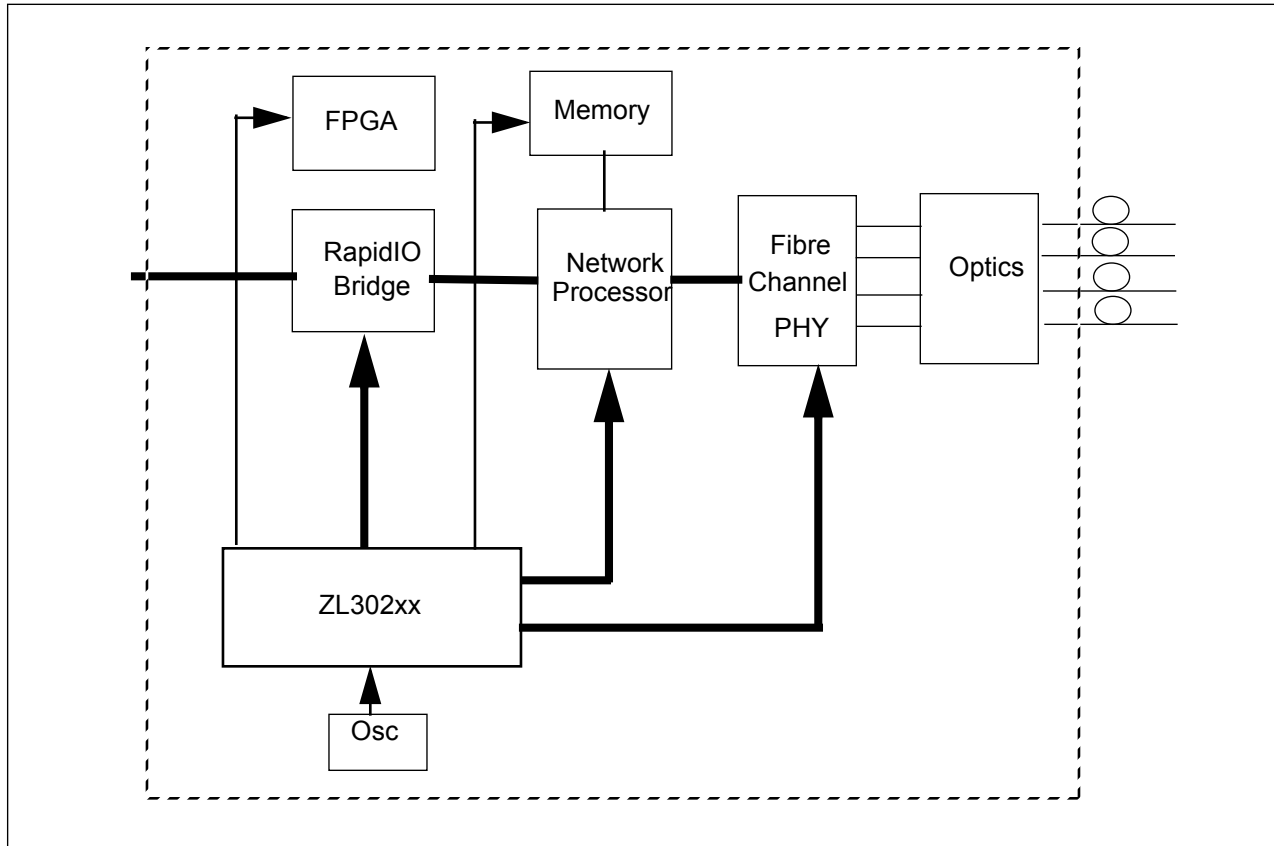 FPGA
Memory
RapidIO
Bridge
Network
Processor
Fibre
Channel
PHY
Optics
ZL302xx
Osc